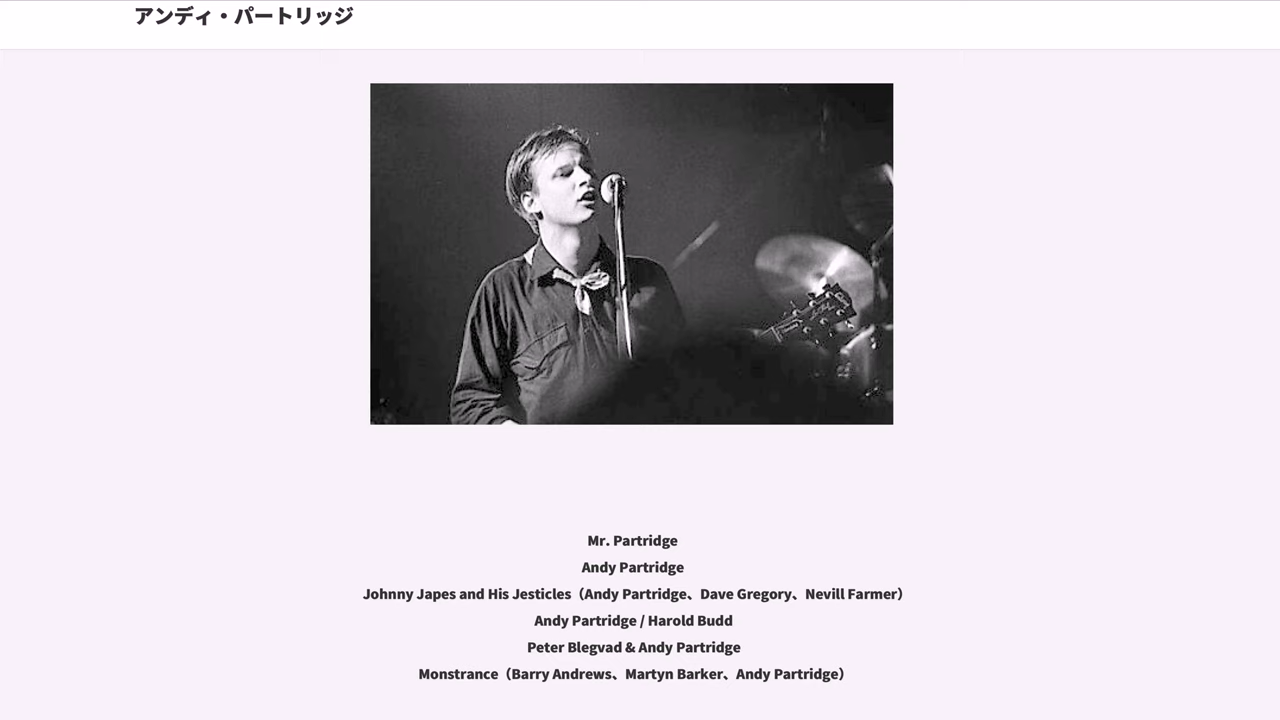 アンディ・パートリッジ
Mr. Partridge
Andy Partridge
Johnny Japes and His Jesticles（Andy Partridge、Dave Gregory、Nevill Farmer）
Andy Partridge / Harold Budd
Peter Blegvad & Andy Partridge
Monstrance（Barry Andrews、Martyn Barker、Andy Partridge）